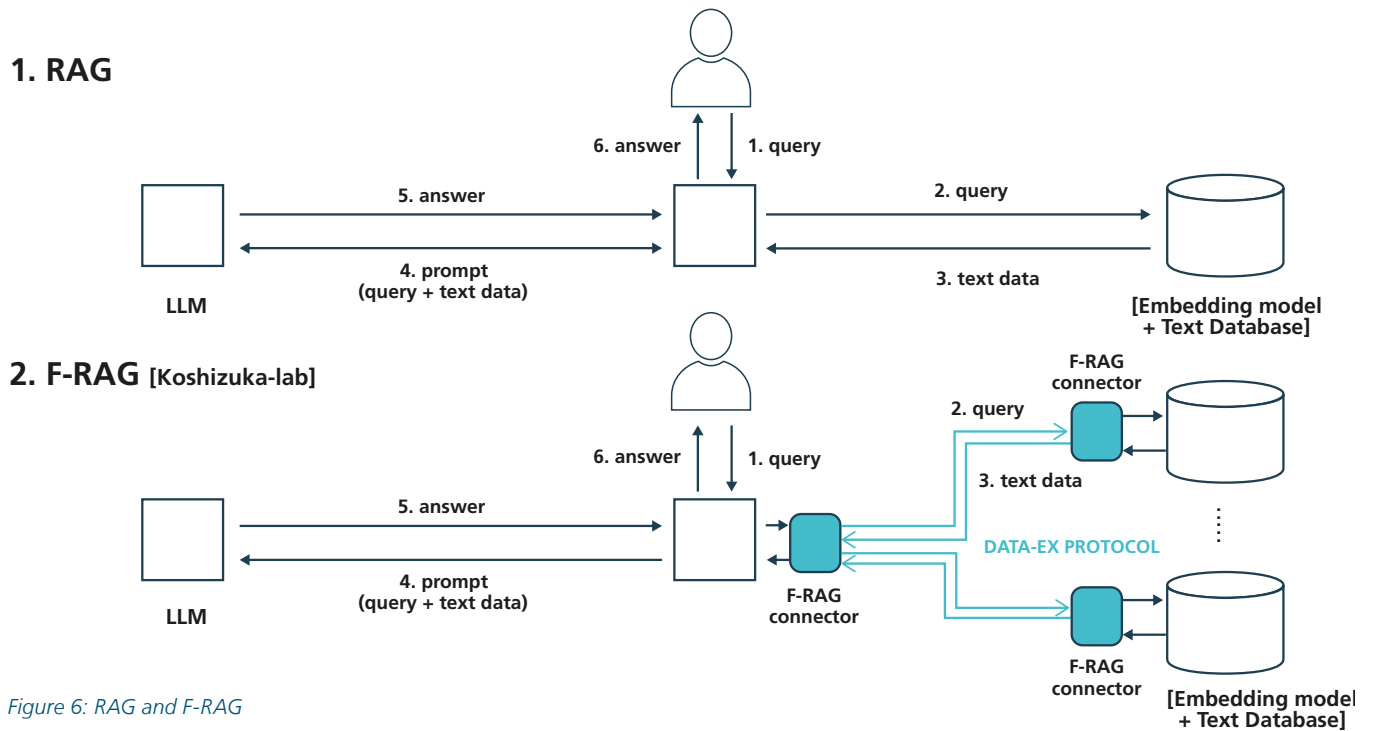 1. RAG
6. answer
1. query
5. answer
2. query
4. prompt
(query + text data)
3. text data
LLM
[Embedding model
+ Text Database]
2. F-RAG [Koshizuka-lab]
F-RAG
connector
2. query
6. answer
1. query
3. text data
5. answer
DATA-EX PROTOCOL
4. prompt
(query + text data)
LLM
F-RAG
connector
F-RAG
connector
[Embedding model
+ Text Database]
Figure 6: RAG and F-RAG